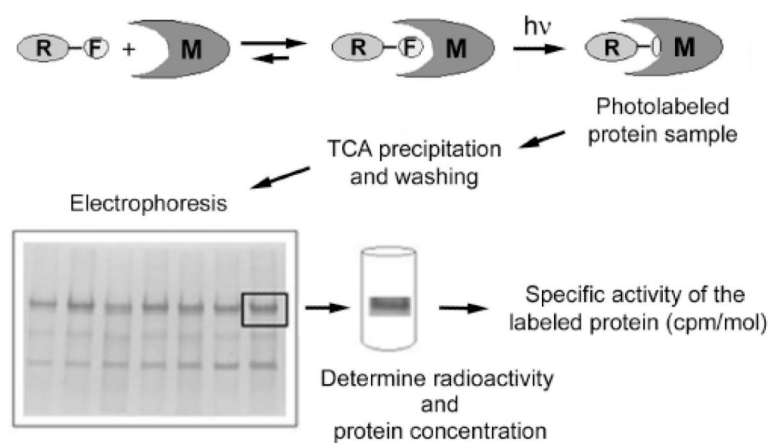 R F + M R F M hν R M
Photolabeled
protein sample
TCA precipitation
and washing
Electrophoresis
Specific activity of the
labeled protein (cpm/mol)
Determine radioactivity
and
protein concentration